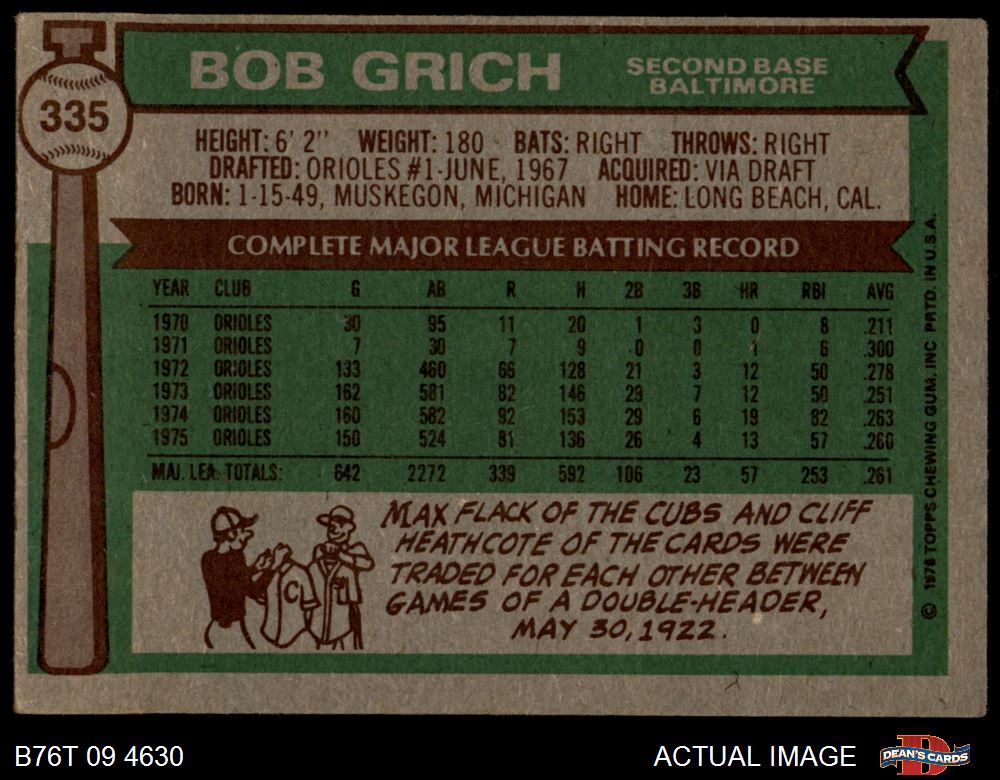 335
BOB GRICH
SECOND BASE
BALTIMORE
HEIGHT: 6' 2" WEIGHT: 180 BATS: RIGHT THROWS: RIGHT
DRAFTED: ORIOLES #1-JUNE, 1967 ACQUIRED: VIA DRAFT
BORN: 1-15-49, MUSKEGON, MICHIGAN HOME: LONG BEACH, CAL.
COMPLETE MAJOR LEAGUE BATTING RECORD
YEAR CLUB G AB R H 2B 3B HR RBI AVG
1970 ORIOLES 30 95 11 20 1 3 0 8 .211
1971 ORIOLES 7 30 7 9 0 0 1 6 .300
1972 ORIOLES 133 460 66 128 21 3 12 50 .278
1973 ORIOLES 162 581 82 146 29 7 12 50 .251
1974 ORIOLES 160 582 92 153 29 6 19 82 .263
1975 ORIOLES 150 524 81 136 26 4 13 57 .260
MAJ. LEA. TOTALS: 642 2272 339 592 106 23 57 253 .261
C
MAX FLACK OF THE CUBS AND CLIFF
HEATHCOTE OF THE CARDS WERE
TRADED FOR EACH OTHER BETWEEN
GAMES OF A DOUBLE-HEADER,
MAY 30, 1922.
© 1976 TOPPS CHEWING GUM, INC PRTD. IN U.S.A.
B76T 09 4630
ACTUAL IMAGE
D
DEAN'S CARDS